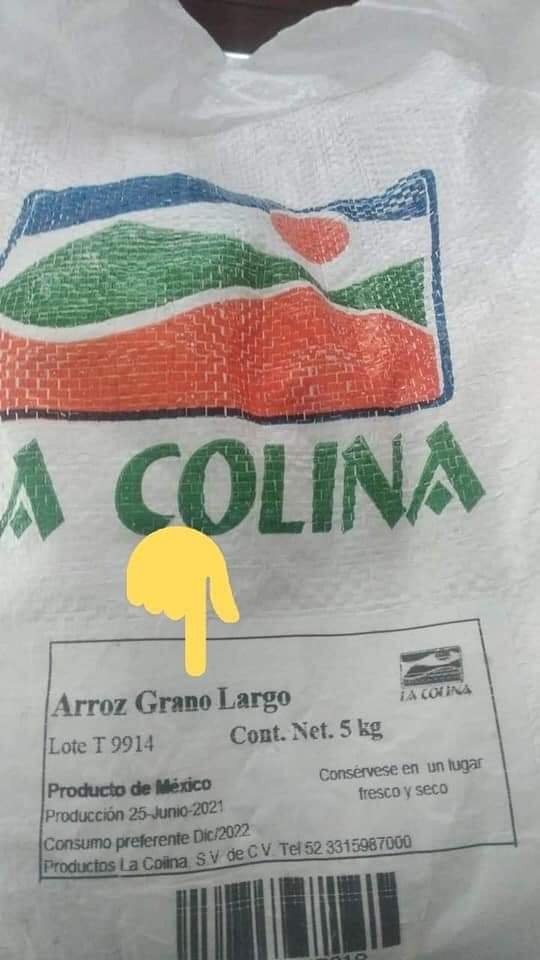 A COLINA
Arroz Grano Largo
LA COLINA
Lote T 9914
Cont. Net. 5 kg
Producto de México
Consérvese en un lugar
fresco y seco
Producción 25-Junio-2021
Consumo preferente Dic/2022
Productos La Colina, S.V de C.V. Tel 52 3315987000